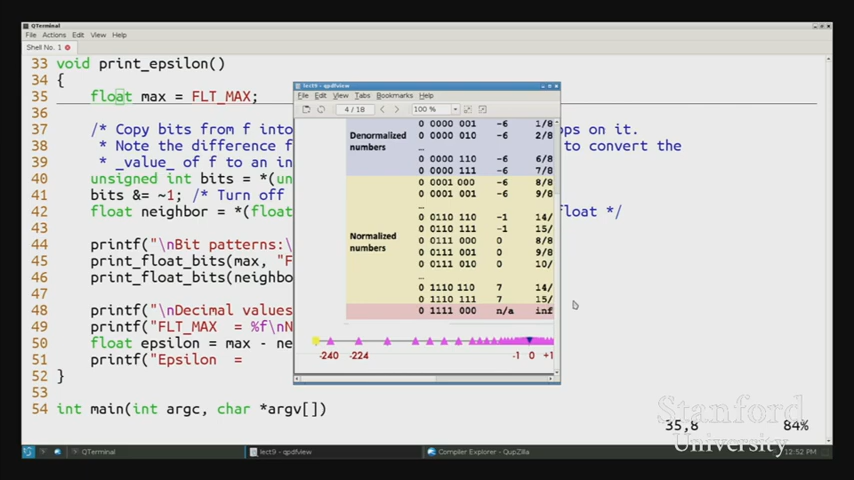 QTerminal
File Actions Edit View Help
Shell No. 1
33 void print_epsilon()
34 {
35 float max = FLT_MAX;
36
37 /* Copy bits from f into
ops on it.
38 * Note the difference f
to convert the
39 * _value_ of f to an in
40 unsigned int bits = *(un
41 bits &= ~1; /* Turn off
42 float neighbor = *(float
float */
43
44 printf("\nBit patterns:\
45 print_float_bits(max, "F
46 print_float_bits(neighbo
47
48 printf("\nDecimal values
49 printf("FLT_MAX = %f\nN
50 float epsilon = max - ne
51 printf("Epsilon =
52 }
53
54 int main(int argc, char *argv[])
35,8 84%
lect9 - qpdfview
File Edit View Tabs Bookmarks Help
4 / 18 100 %
Denormalized numbers
0 0000 001 -6 1/8
0 0000 010 -6 2/8
…
0 0000 110 -6 6/8
0 0000 111 -6 7/8
Normalized numbers
0 0001 000 -6 8/8
0 0001 001 -6 9/8
…
0 0110 110 -1 14/
0 0110 111 -1 15/
0 0111 000 0 8/8
0 0111 001 0 9/8
0 0111 010 0 10/
…
0 1110 110 7 14/
0 1110 111 7 15/
0 1111 000 n/a inf
-240 -224 -1 0 +1
Stanford
University
QTerminal
lect9 - qpdfview
Compiler Explorer - QupZilla
12:52 PM